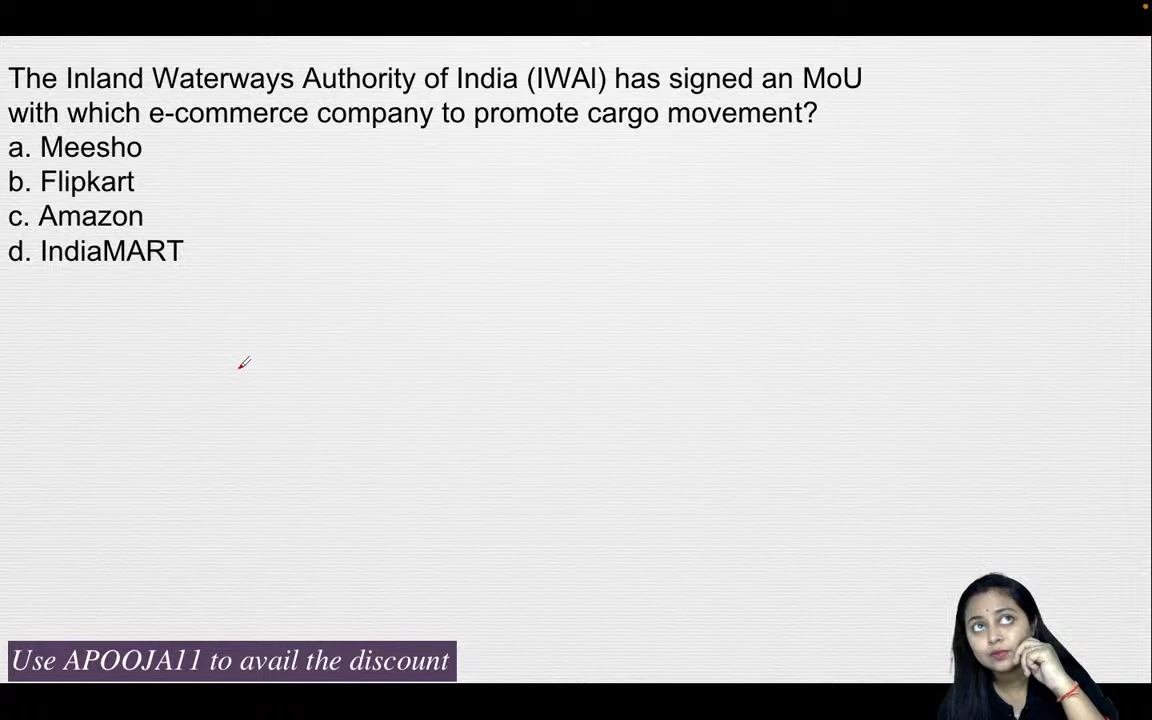 The Inland Waterways Authority of India (IWAI) has signed an MoU
with which e-commerce company to promote cargo movement?
a. Meesho
b. Flipkart
c. Amazon
d. IndiaMART
Use APOOJA11 to avail the discount